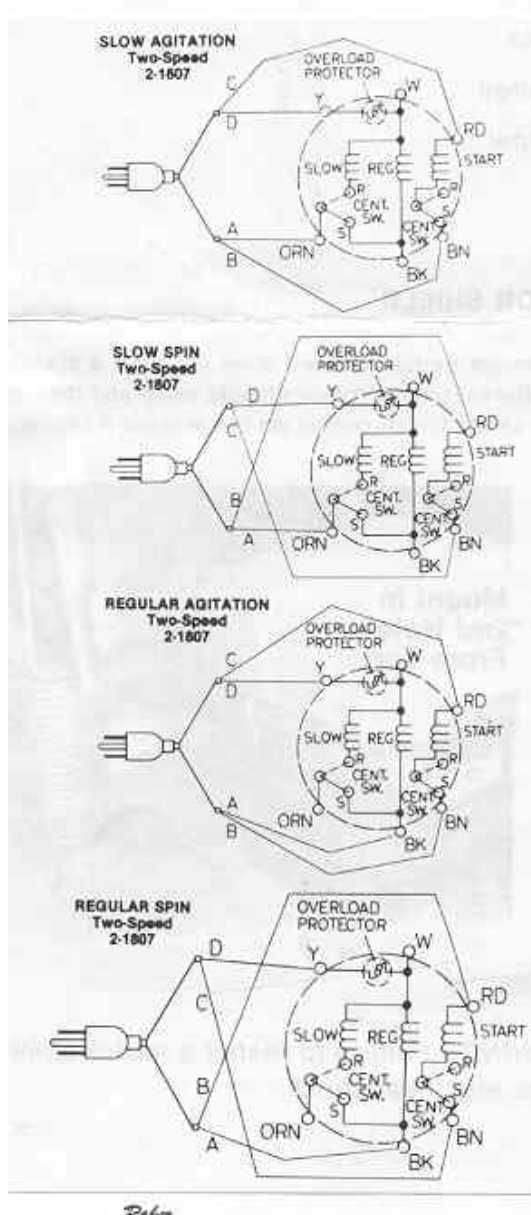 SLOW AGITATION
Two-Speed
2-1807
OVERLOAD
PROTECTOR
C
D
Y
W
RD
SLOW
REG
START
R
R
CENT.
SW.
S
S
CENT
SW.
A
B
ORN
BK
BN
OR SHIELD
SLOW SPIN
Two-Speed
2-1807
OVERLOAD
PROTECTOR
D
C
Y
W
RD
SLOW
REG
START
R
R
CENT.
SW.
S
S
CENT
SW.
B
A
ORN
BK
BN
REGULAR AGITATION
Two-Speed
2-1807
OVERLOAD
PROTECTOR
C
D
Y
W
RD
SLOW
REG
START
R
R
CENT.
SW.
S
S
CENT
SW.
A
B
ORN
BK
BN
REGULAR SPIN
Two-Speed
2-1807
OVERLOAD
PROTECTOR
D
C
Y
W
RD
SLOW
REG
START
R
R
CENT.
SW.
S
S
CENT
SW.
B
A
ORN
BK
BN